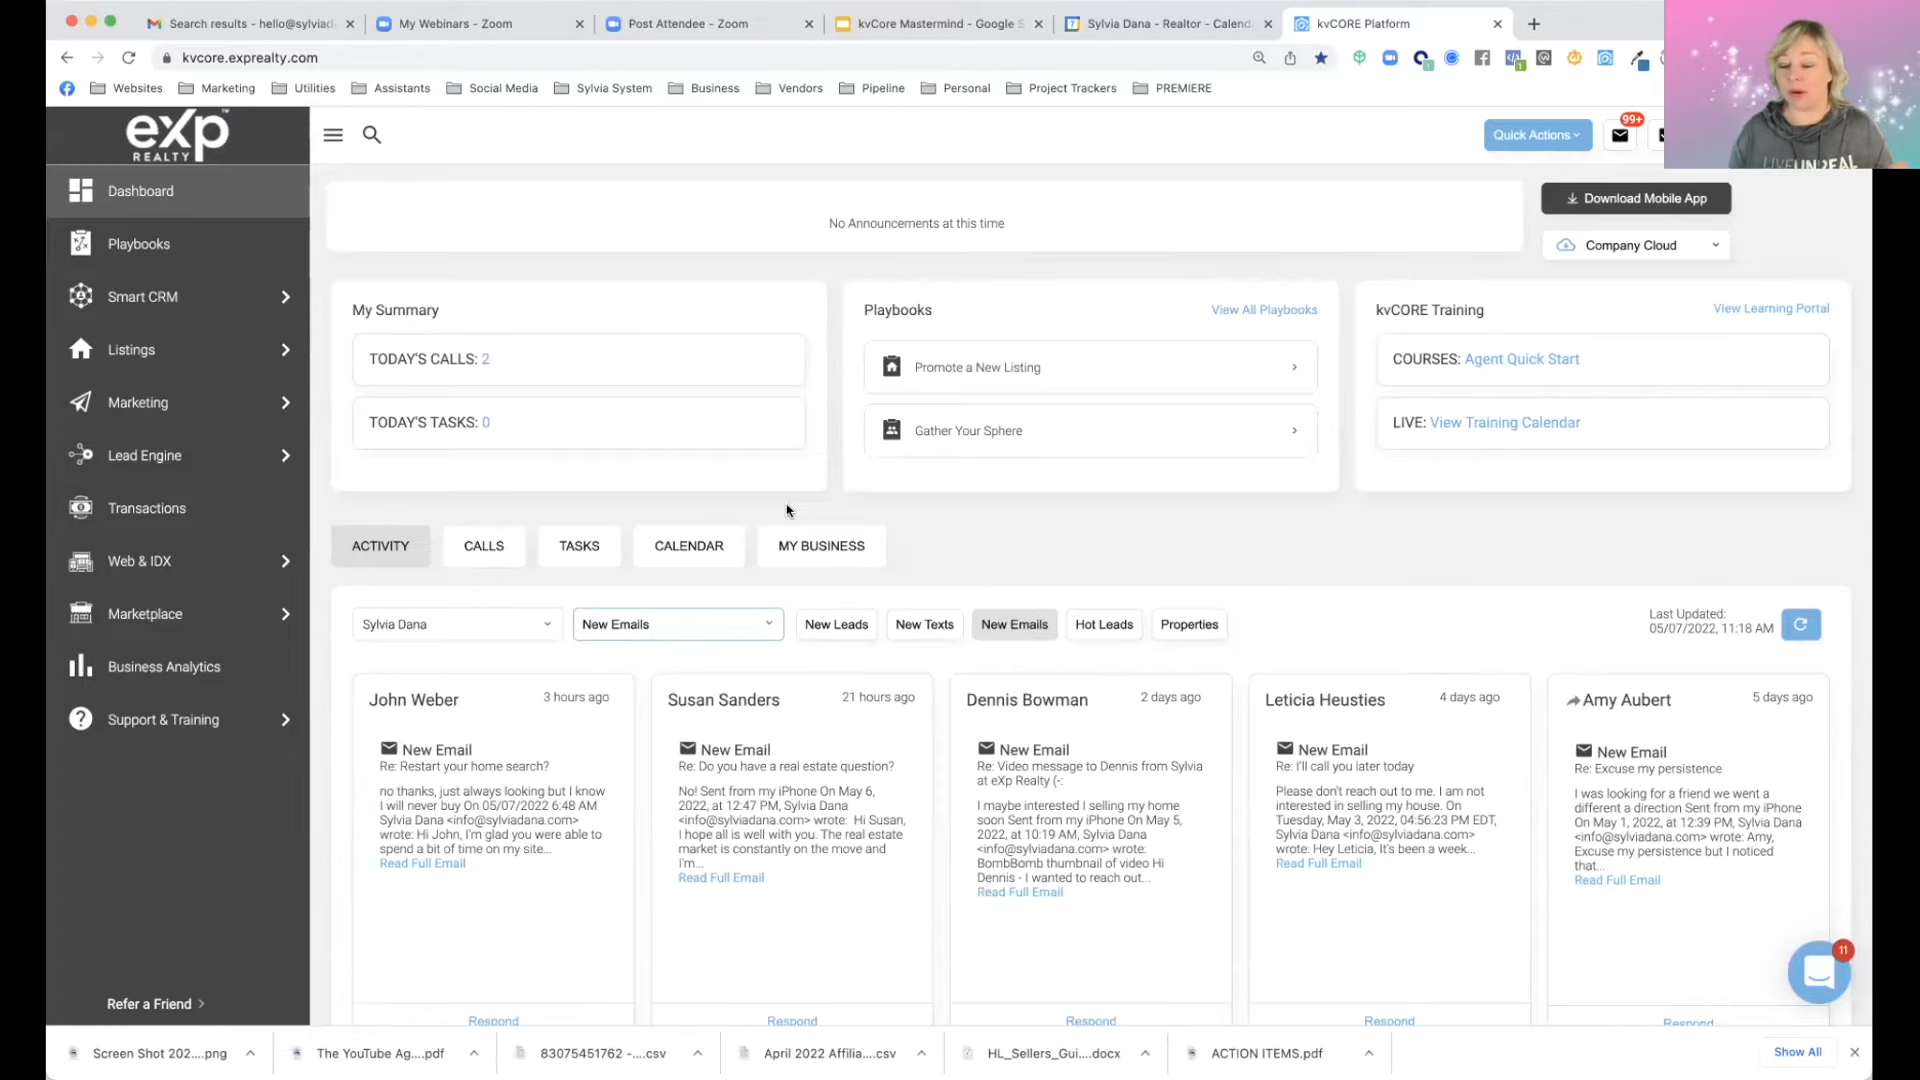 Search results - hello@sylviad
My Webinars - Zoom
Post Attendee - Zoom
kvCore Mastermind - Google S
Sylvia Dana - Realtor - Calend
kvCORE Platform
kvcore.exprealty.com
Websites
Marketing
Utilities
Assistants
Social Media
Sylvia System
Business
Vendors
Pipeline
Personal
Project Trackers
PREMIERE
eXp
REALTY
Quick Actions
99+
LIVE UNREAL
Dashboard
Playbooks
Smart CRM
Listings
Marketing
Lead Engine
Transactions
Web & IDX
Marketplace
Business Analytics
Support & Training
Refer a Friend
No Announcements at this time
Download Mobile App
Company Cloud
My Summary
TODAY'S CALLS: 2
TODAY'S TASKS: 0
Playbooks
View All Playbooks
Promote a New Listing
Gather Your Sphere
kvCORE Training
View Learning Portal
COURSES: Agent Quick Start
LIVE: View Training Calendar
ACTIVITY
CALLS
TASKS
CALENDAR
MY BUSINESS
Sylvia Dana
New Emails
New Leads
New Texts
New Emails
Hot Leads
Properties
Last Updated:
05/07/2022, 11:18 AM
John Weber
3 hours ago
New Email
Re: Restart your home search?
no thanks, just always looking but I know
I will never buy On 05/07/2022 6:48 AM
Sylvia Dana <info@sylviadana.com>
wrote: Hi John, I'm glad you were able to
spend a bit of time on my site...
Read Full Email
Respond
Susan Sanders
21 hours ago
New Email
Re: Do you have a real estate question?
No! Sent from my iPhone On May 6,
2022, at 12:47 PM, Sylvia Dana
<info@sylviadana.com> wrote: Hi Susan,
I hope all is well with you. The real estate
market is constantly on the move and
I'm...
Read Full Email
Respond
Dennis Bowman
2 days ago
New Email
Re: Video message to Dennis from Sylvia
at eXp Realty (-:
I maybe interested I selling my home
soon Sent from my iPhone On May 5,
2022, at 10:19 AM, Sylvia Dana
<info@sylviadana.com> wrote:
BombBomb thumbnail of video Hi
Dennis - I wanted to reach out...
Read Full Email
Respond
Leticia Heusties
4 days ago
New Email
Re: I'll call you later today
Please don't reach out to me. I am not
interested in selling my house. On
Tuesday, May 3, 2022, 04:56:23 PM EDT,
Sylvia Dana <info@sylviadana.com>
wrote: Hey Leticia, It's been a week...
Read Full Email
Respond
Amy Aubert
5 days ago
New Email
Re: Excuse my persistence
I was looking for a friend we went a
different a direction Sent from my iPhone
On May 1, 2022, at 12:39 PM, Sylvia Dana
<info@sylviadana.com> wrote: Amy,
Excuse my persistence but I noticed
that...
Read Full Email
Respond
11
Screen Shot 202....png
The YouTube Ag....pdf
83075451762 -....csv
April 2022 Affilia....csv
HL_Sellers_Gui....docx
ACTION ITEMS.pdf
Show All